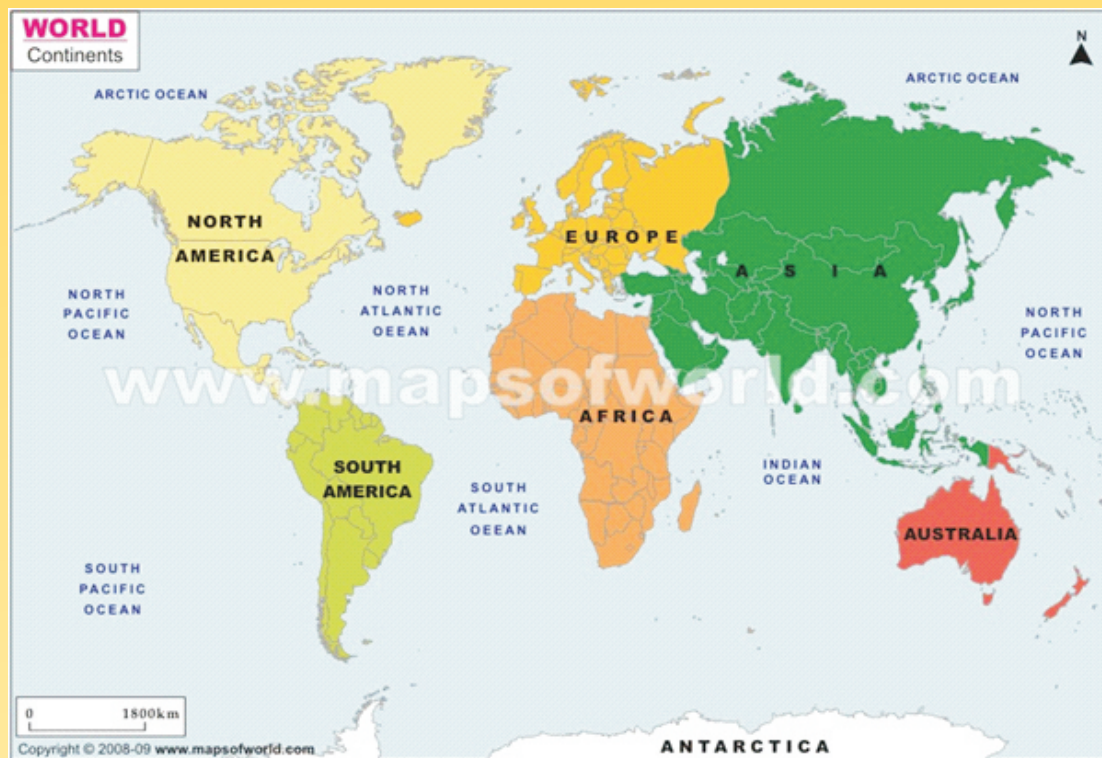 WORLD
Continents
N
ARCTIC OCEAN
ARCTIC OCEAN
NORTH
AMERICA
EUROPE
ASIA
NORTH
PACIFIC
OCEAN
NORTH
ATLANTIC
OEEAN
NORTH
PACIFIC
OCEAN
www.mapsofworld.com
AFRICA
SOUTH
AMERICA
SOUTH
ATLANTIC
OEEAN
INDIAN
OCEAN
AUSTRALIA
SOUTH
PACIFIC
OCEAN
0 1800km
Copyright © 2008-09 www.mapsofworld.com
ANTARCTICA